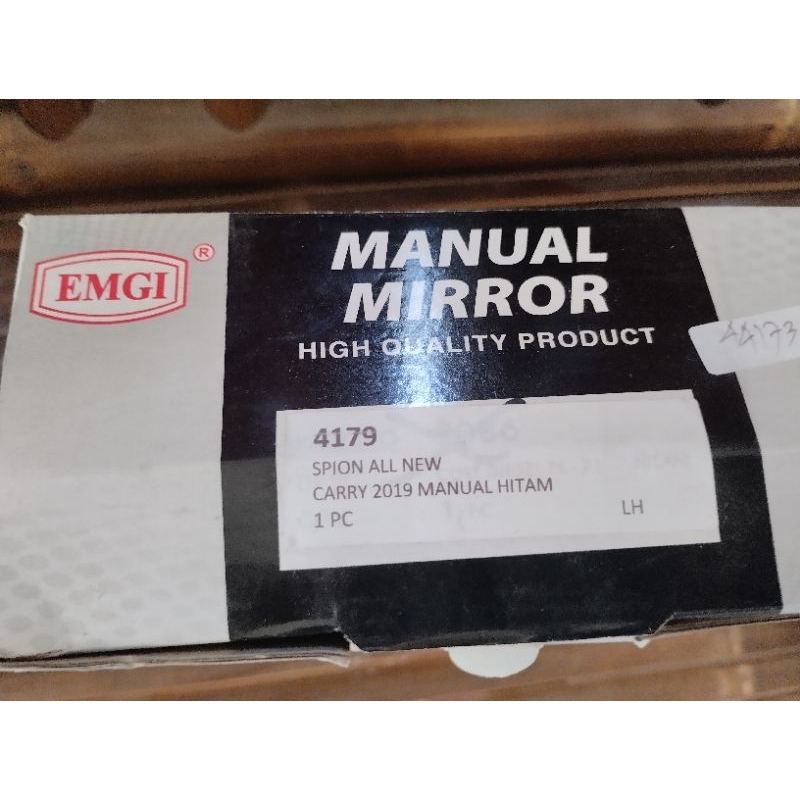 EMGI ®
MANUAL
MIRROR
HIGH QUALITY PRODUCT
4179
SPION ALL NEW
CARRY 2019 MANUAL HITAM
1 PC LH